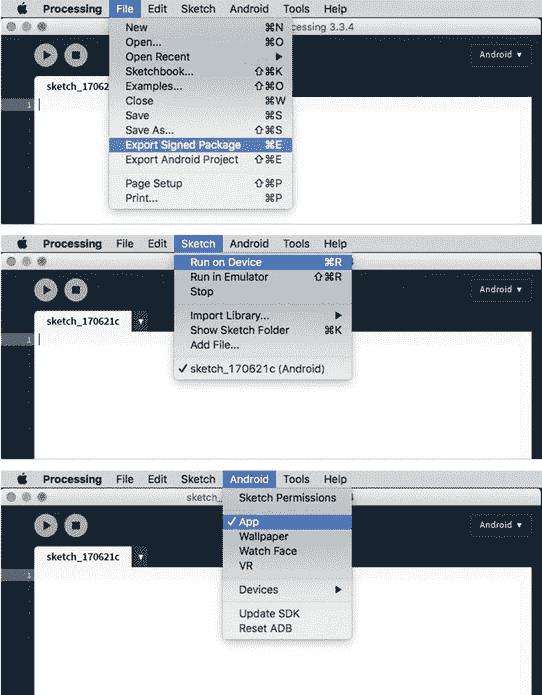 Processing File Edit Sketch Android Tools Help
cessing 3.3.4
New ⌘N
Open... ⌘O
Open Recent ▶
Sketchbook... ⇧⌘K
Examples... ⇧⌘O
Close ⌘W
Save ⌘S
Save As... ⇧⌘S
Export Signed Package ⌘E
Export Android Project ⇧⌘E
Page Setup ⇧⌘P
Print... ⌘P
Android ▾
sketch_17062
1
Processing File Edit Sketch Android Tools Help
Run on Device ⌘R
Run in Emulator ⇧⌘R
Stop
Import Library... ▶
Show Sketch Folder ⌘K
Add File...
✓ sketch_170621c (Android)
Android ▾
sketch_170621c ▾
1
Processing File Edit Sketch Android Tools Help
sketch_ 4
Sketch Permissions
✓ App
Wallpaper
Watch Face
VR
Devices ▶
Update SDK
Reset ADB
Android ▾
sketch_170621c ▾
1